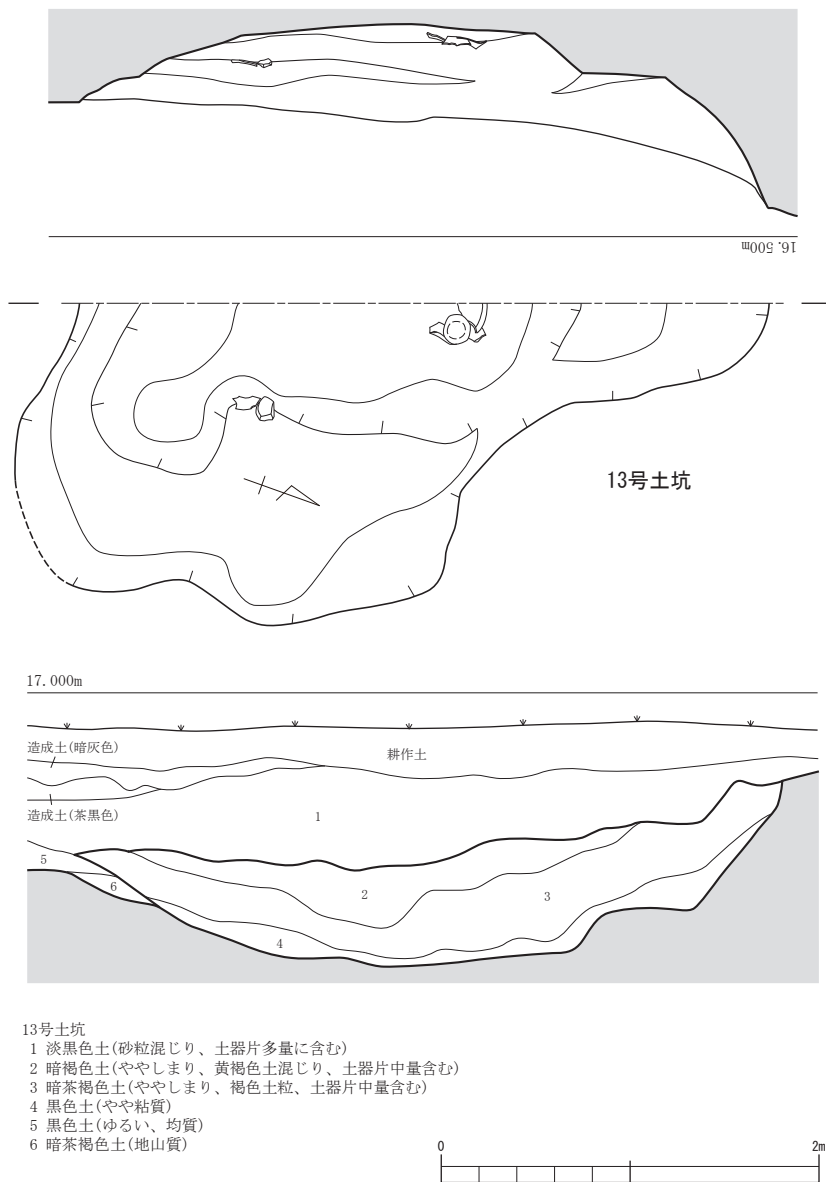 16.500m
13号土坑
17.000m
造成土(暗灰色)
耕作土
造成土(茶黒色)
1
5
6
2
3
4
13号土坑
1 淡黒色土(砂粒混じり、土器片多量に含む)
2 暗褐色土(ややしまり、黄褐色土混じり、土器片中量含む)
3 暗茶褐色土(ややしまり、褐色土粒、土器片中量含む)
4 黒色土(やや粘質)
5 黒色土(ゆるい、均質)
6 暗茶褐色土(地山質)
0 2m